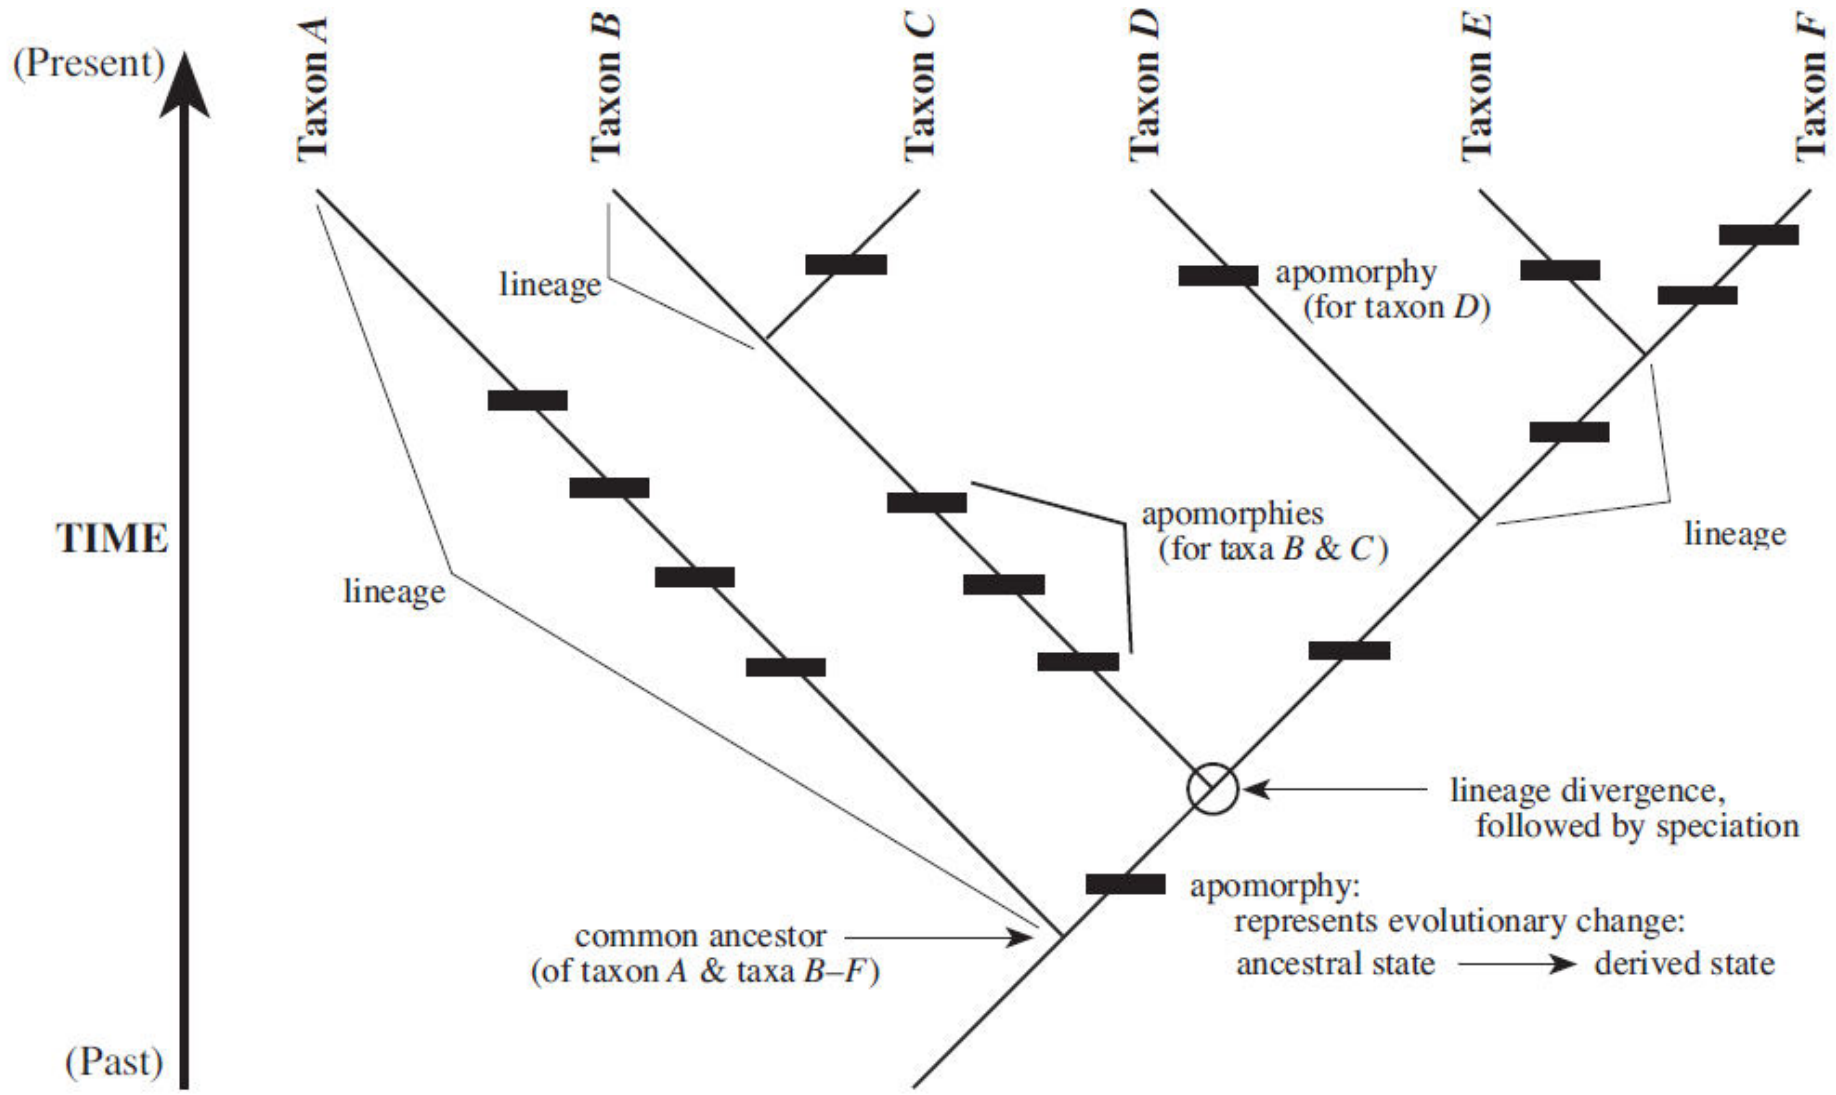 (Present)
Taxon A
Taxon B
Taxon C
Taxon D
Taxon E
Taxon F
lineage
apomorphy
(for taxon D)
apomorphies
(for taxa B & C)
TIME
lineage
lineage
lineage divergence,
followed by speciation
apomorphy:
represents evolutionary change:
ancestral state
derived state
common ancestor
(of taxon A & taxa B–F)
(Past)